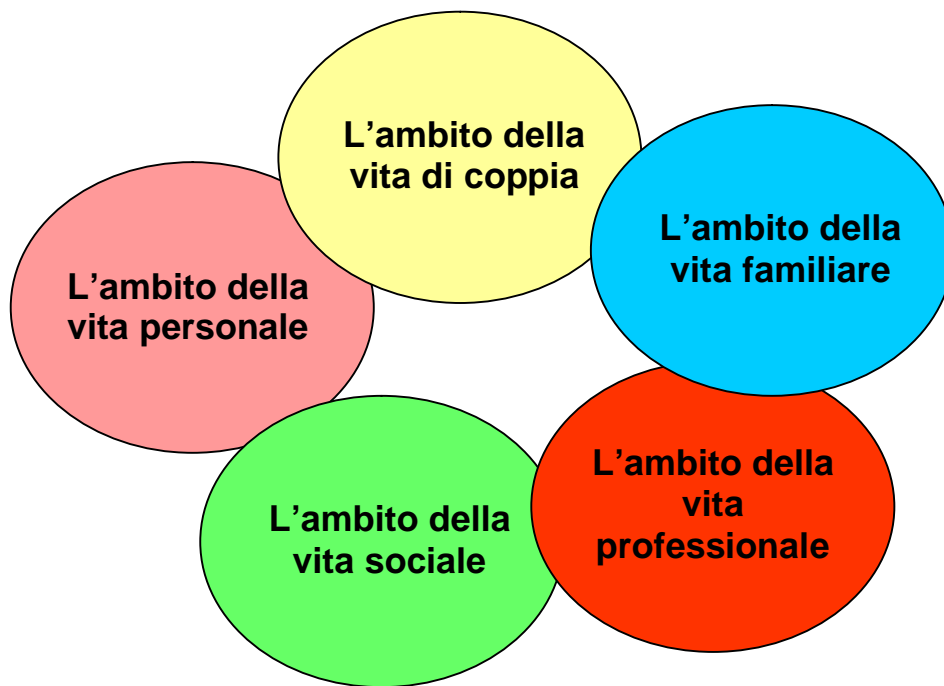 L’ambito della
vita di coppia
L’ambito della
vita familiare
L’ambito della
vita personale
L’ambito della
vita
professionale
L’ambito della
vita sociale